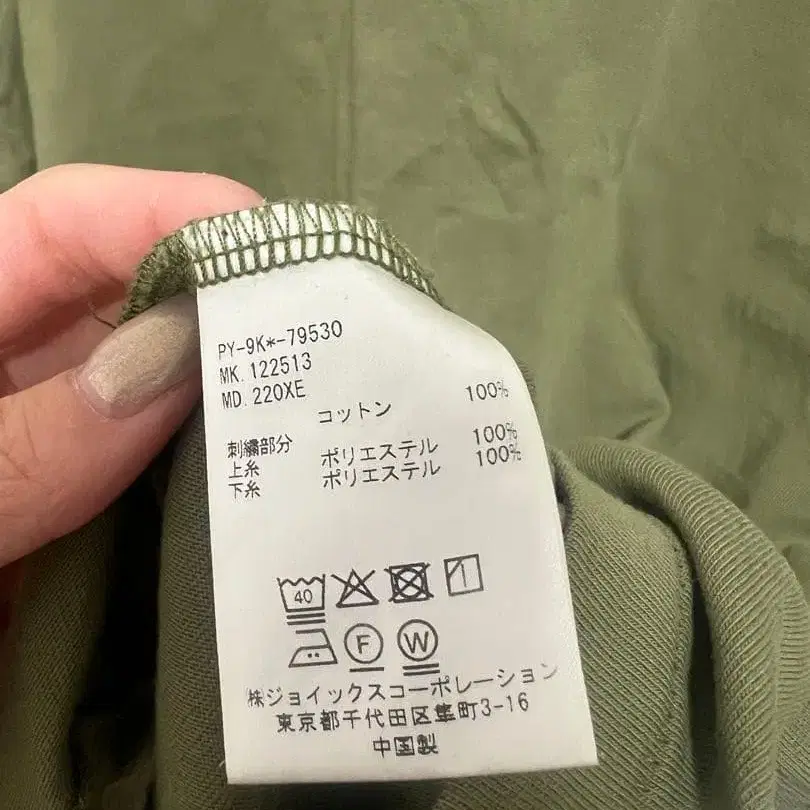 PY-9K*-79530
MK. 122513
MD. 220XE
コットン 100%
刺繍部分
上糸 ポリエステル 100%
下糸 ポリエステル 100%
40
F W
㈱ジョイックスコーポレーション
東京都千代田区隼町3-16
中国製